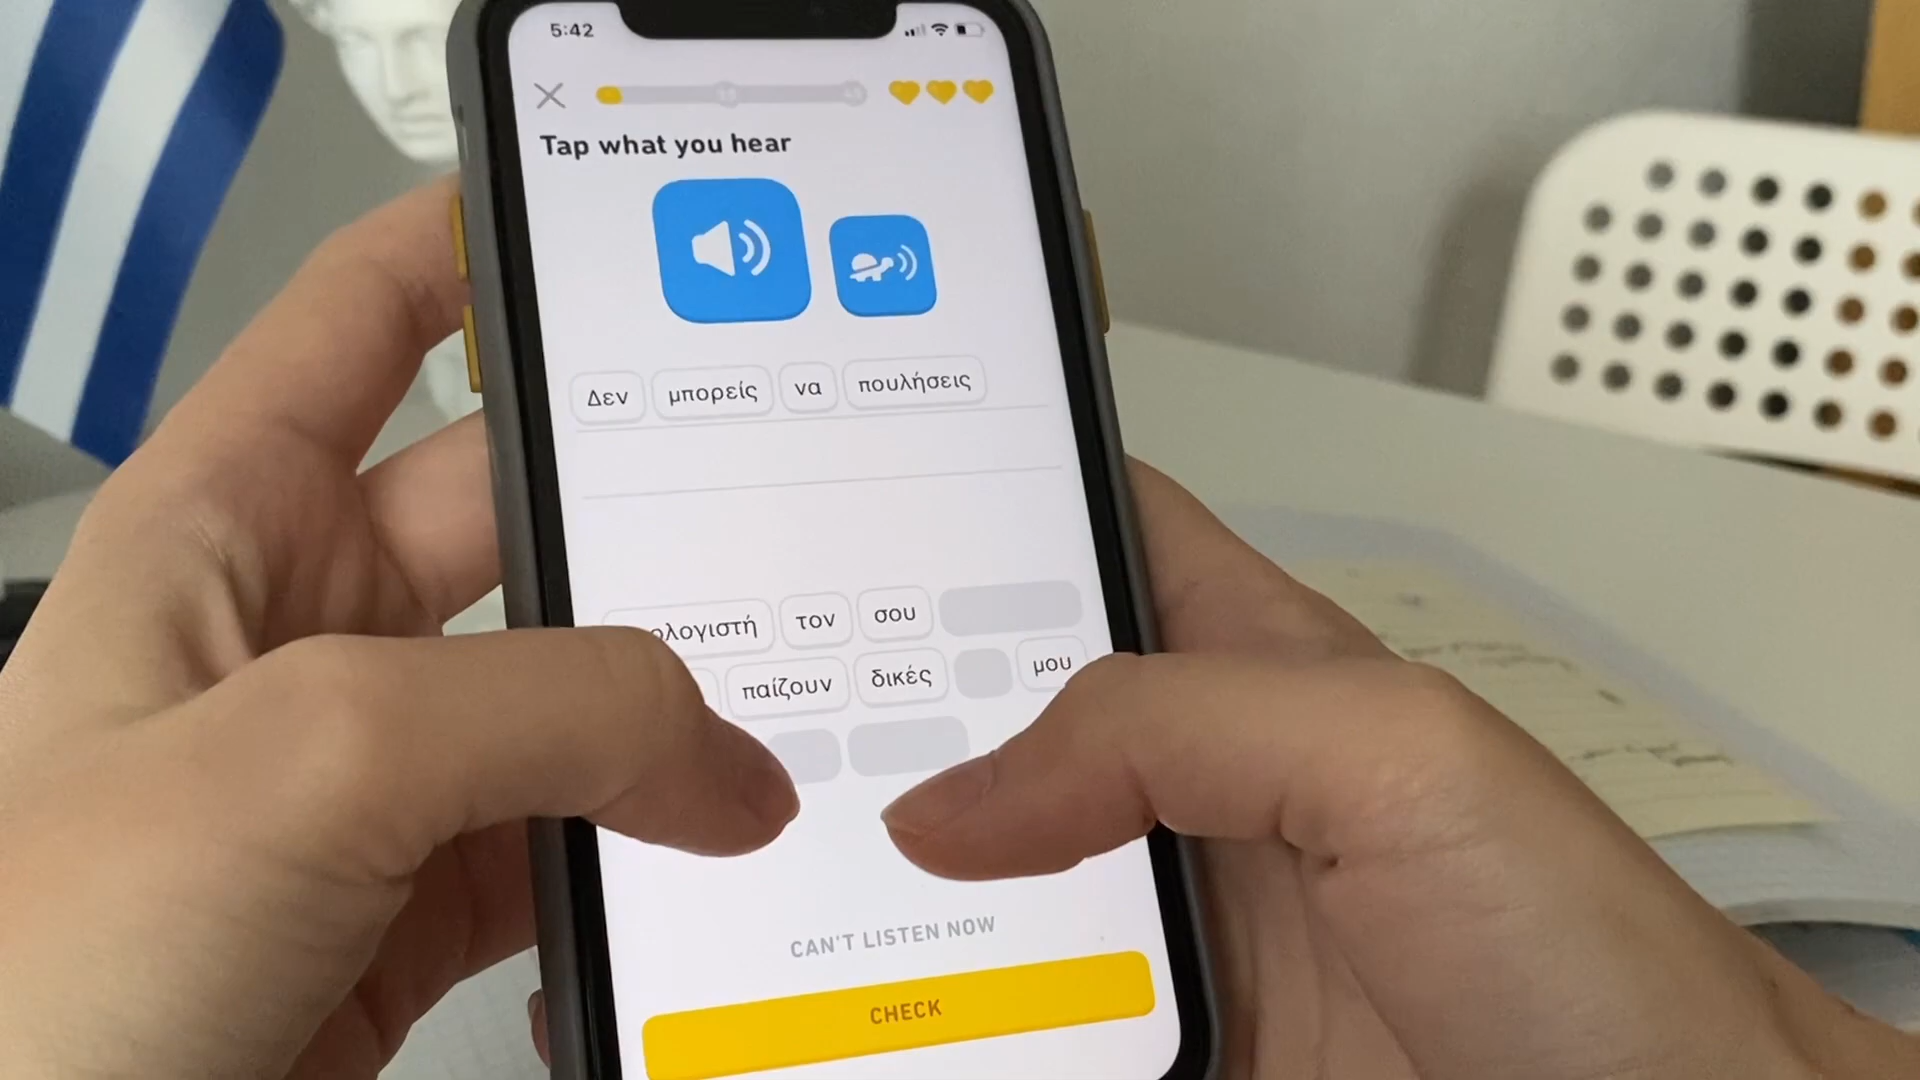 5:42
Tap what you hear
Δεν μπορείς να πουλήσεις
τον σου
παίζουν δικές μου
CAN'T LISTEN NOW
CHECK